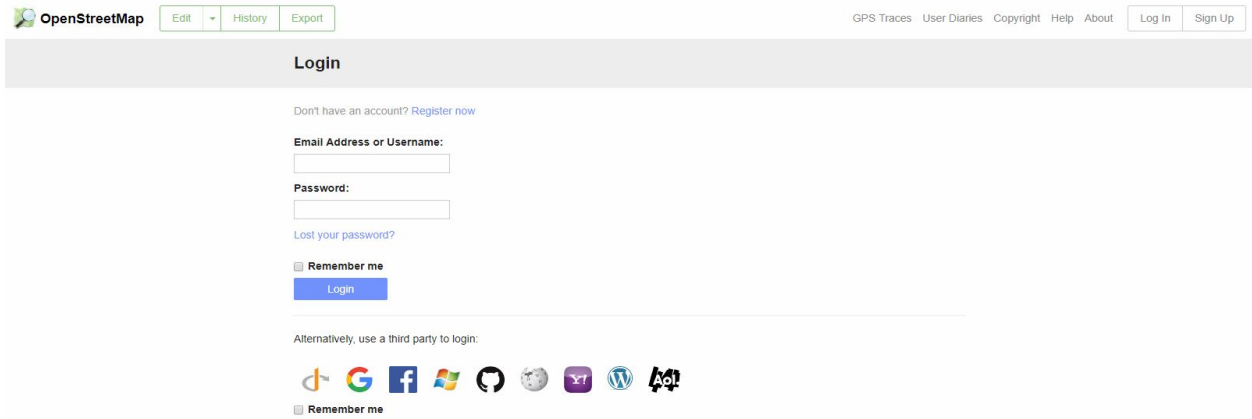 OpenStreetMap Edit History Export GPS Traces User Diaries Copyright Help About Log In Sign Up
Login
Don't have an account? Register now
Email Address or Username:
Password:
Lost your password?
Remember me
Login
Alternatively, use a third party to login:
G f Y! W Aol!
Remember me